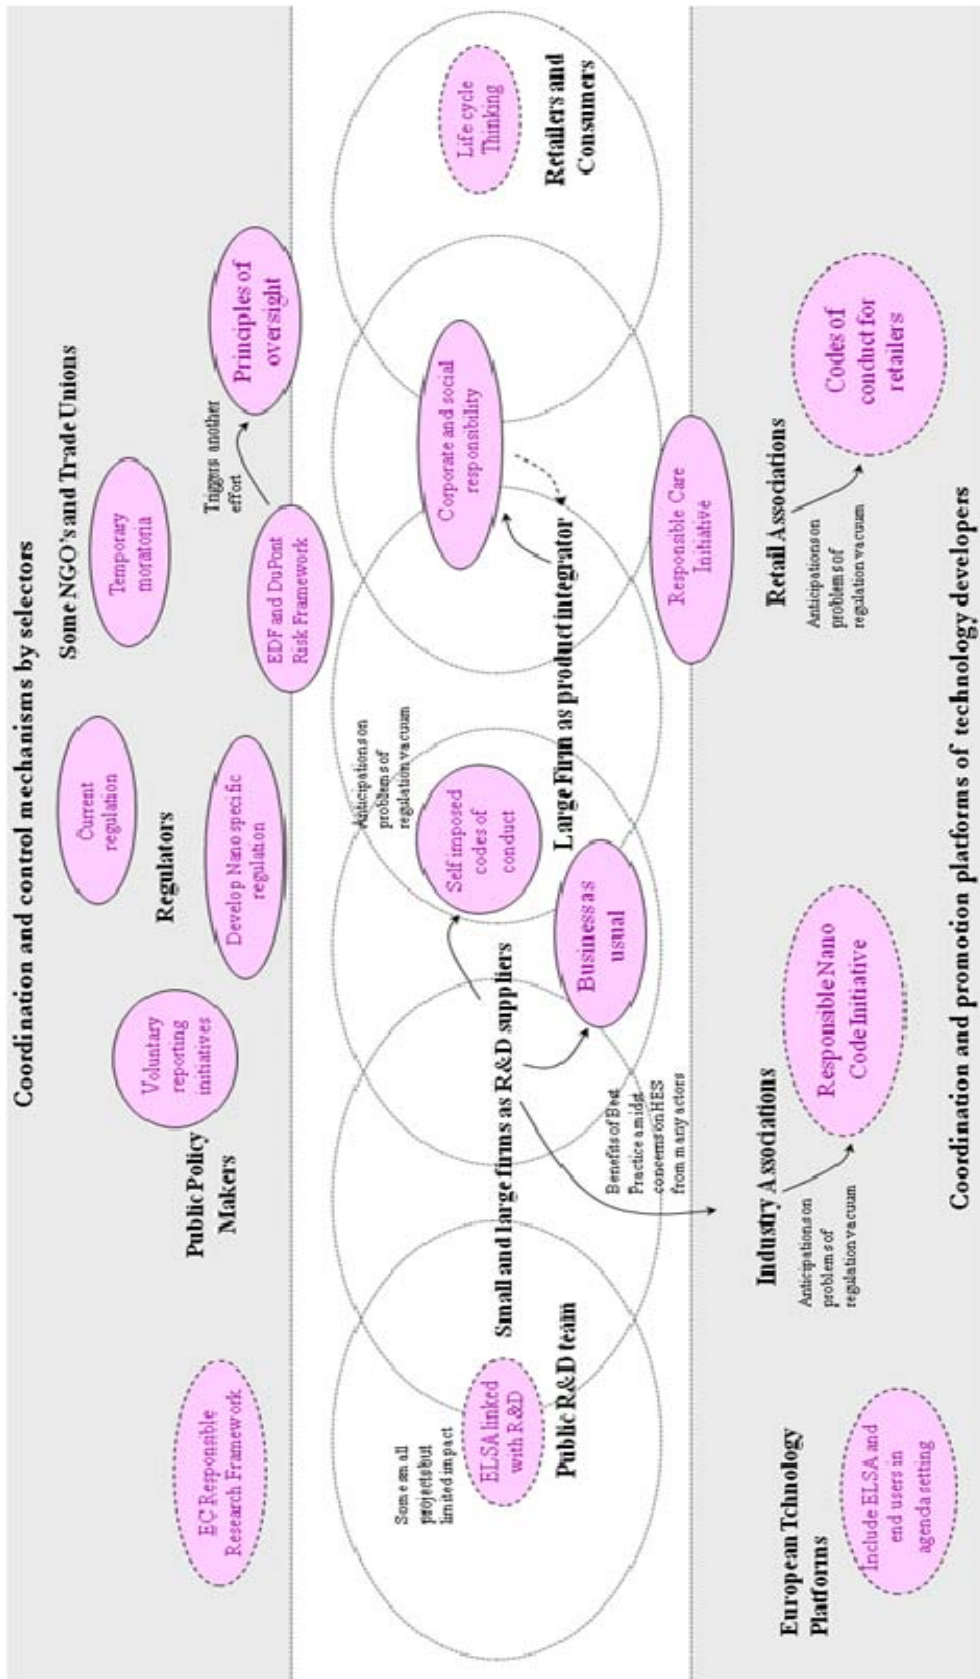 Coordination and control mechanisms by selectors
Some NGO's and Trade Unions
Current
regulation
Temporary
moratoria
Regulators
Voluntary
reporting
initiatives
Public Policy
Makers
Develop Nano specific
regulation
Triggers another
effort
Principles of
oversight
EC Responsible
Research Framework
EDF and DuPont
Risk Framework
Anticipations on
problems of
regulation vacuum
Some small
projects but
limited impact
ELSA linked
with R&D
Public R&D team
Small and large firms as R&D suppliers
Self imposed
codes of
conduct
Corporate and social
responsibility
Life cycle
Thinking
Retailers and
Consumers
Large Firm as product integrator
Business as
usual
Benefits of Best
Practice amidst
concerns on HES
from many actors
Responsible Care
Initiative
European Tchnology
Platforms
Include ELSA and
end users in
agenda setting
Industry Associations
Anticipations on
problems of
regulation vacuum
Responsible Nano
Code Initiative
Retail Associations
Anticipations on
problems of
regulation vacuum
Codes of
conduct for
retailers
Coordination and promotion platforms of technology developers